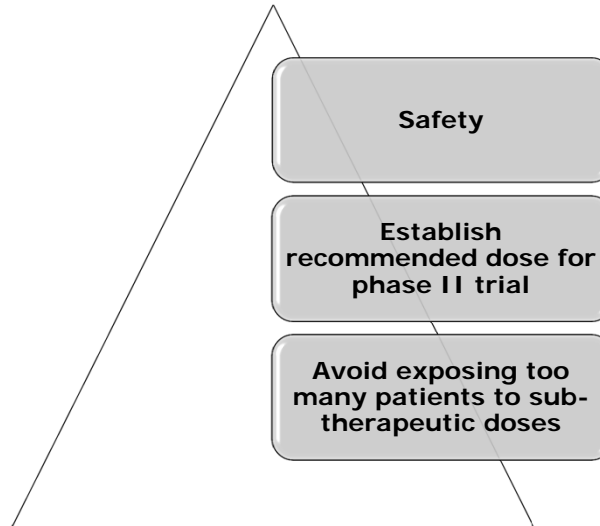 Safety
Establish
recommended dose for
phase II trial
Avoid exposing too
many patients to sub-
therapeutic doses